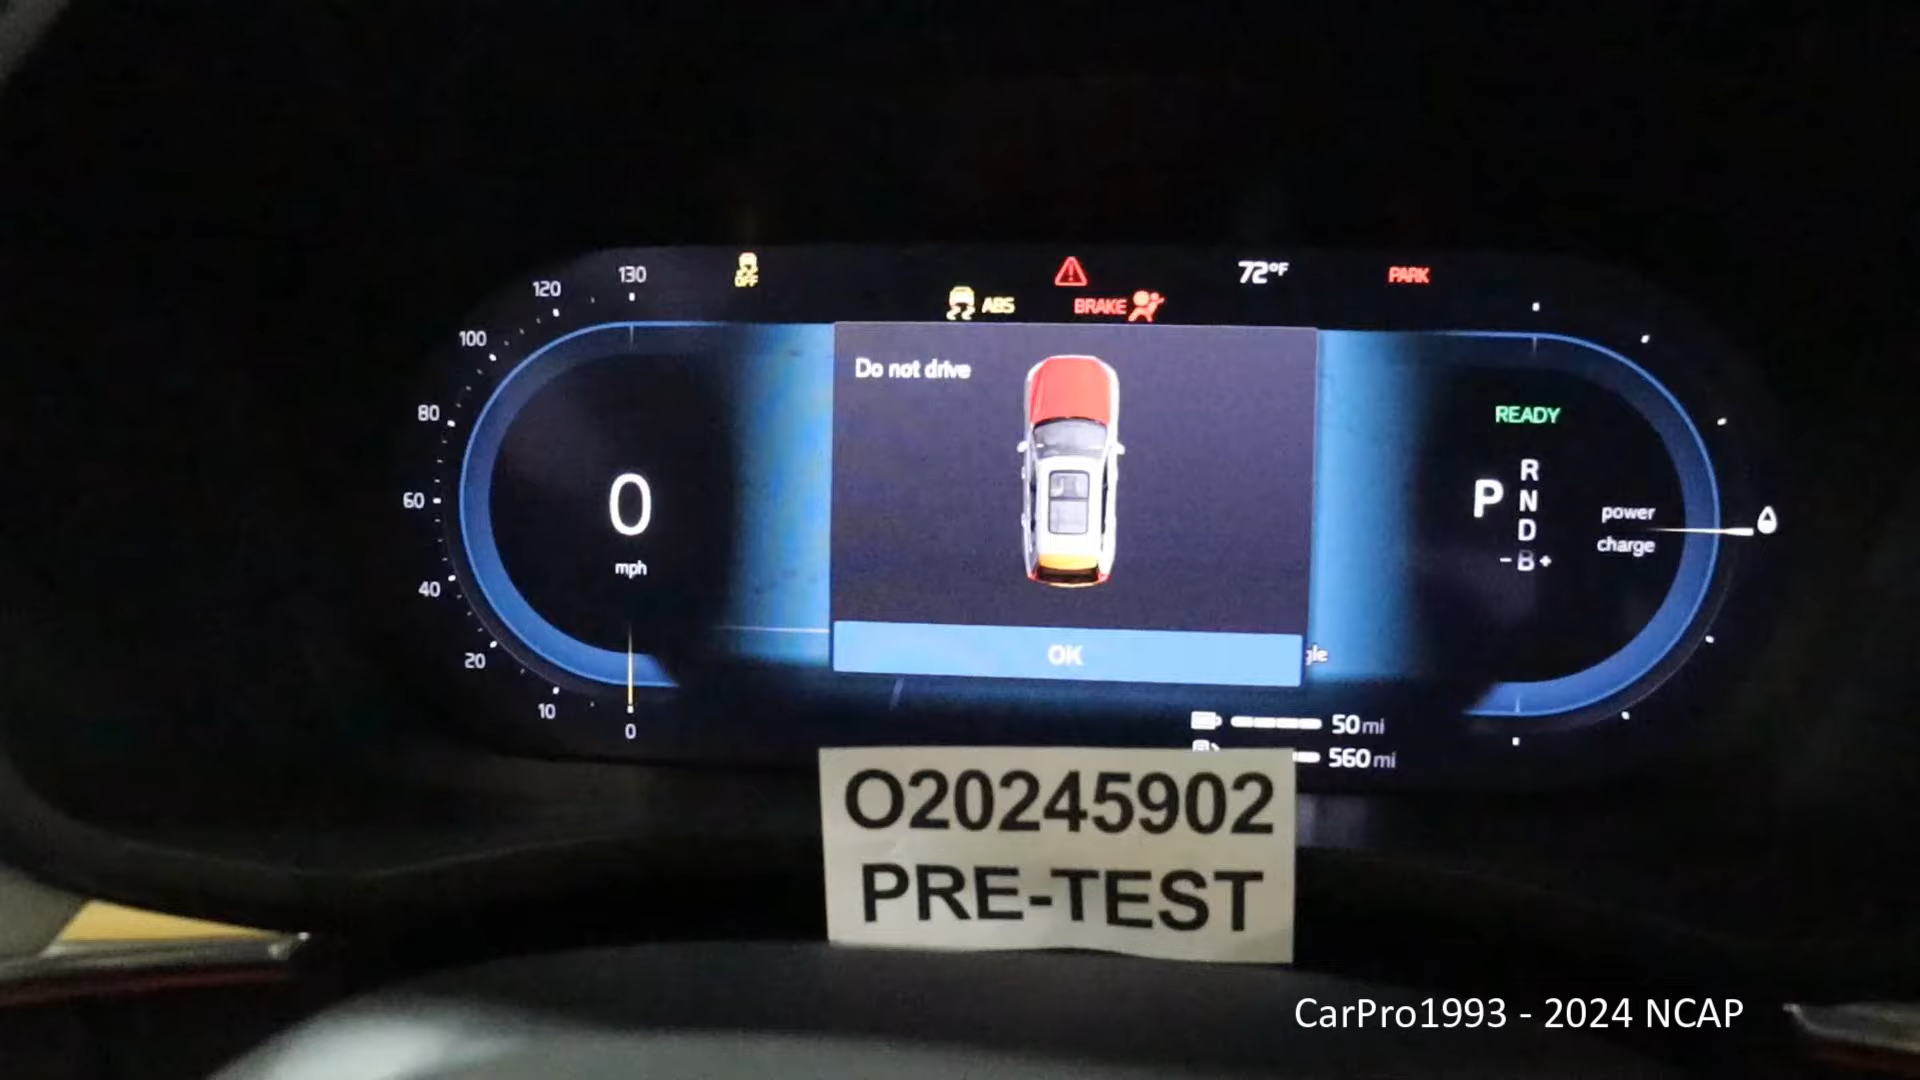 130
120
100
80
60
40
20
10
0
OFF
ABS
BRAKE
72°F
PARK
Do not drive
0
mph
READY
P
R
N
D
- B +
power
charge
OK
gle
50 mi
560 mi
O20245902
PRE-TEST
CarPro1993 - 2024 NCAP